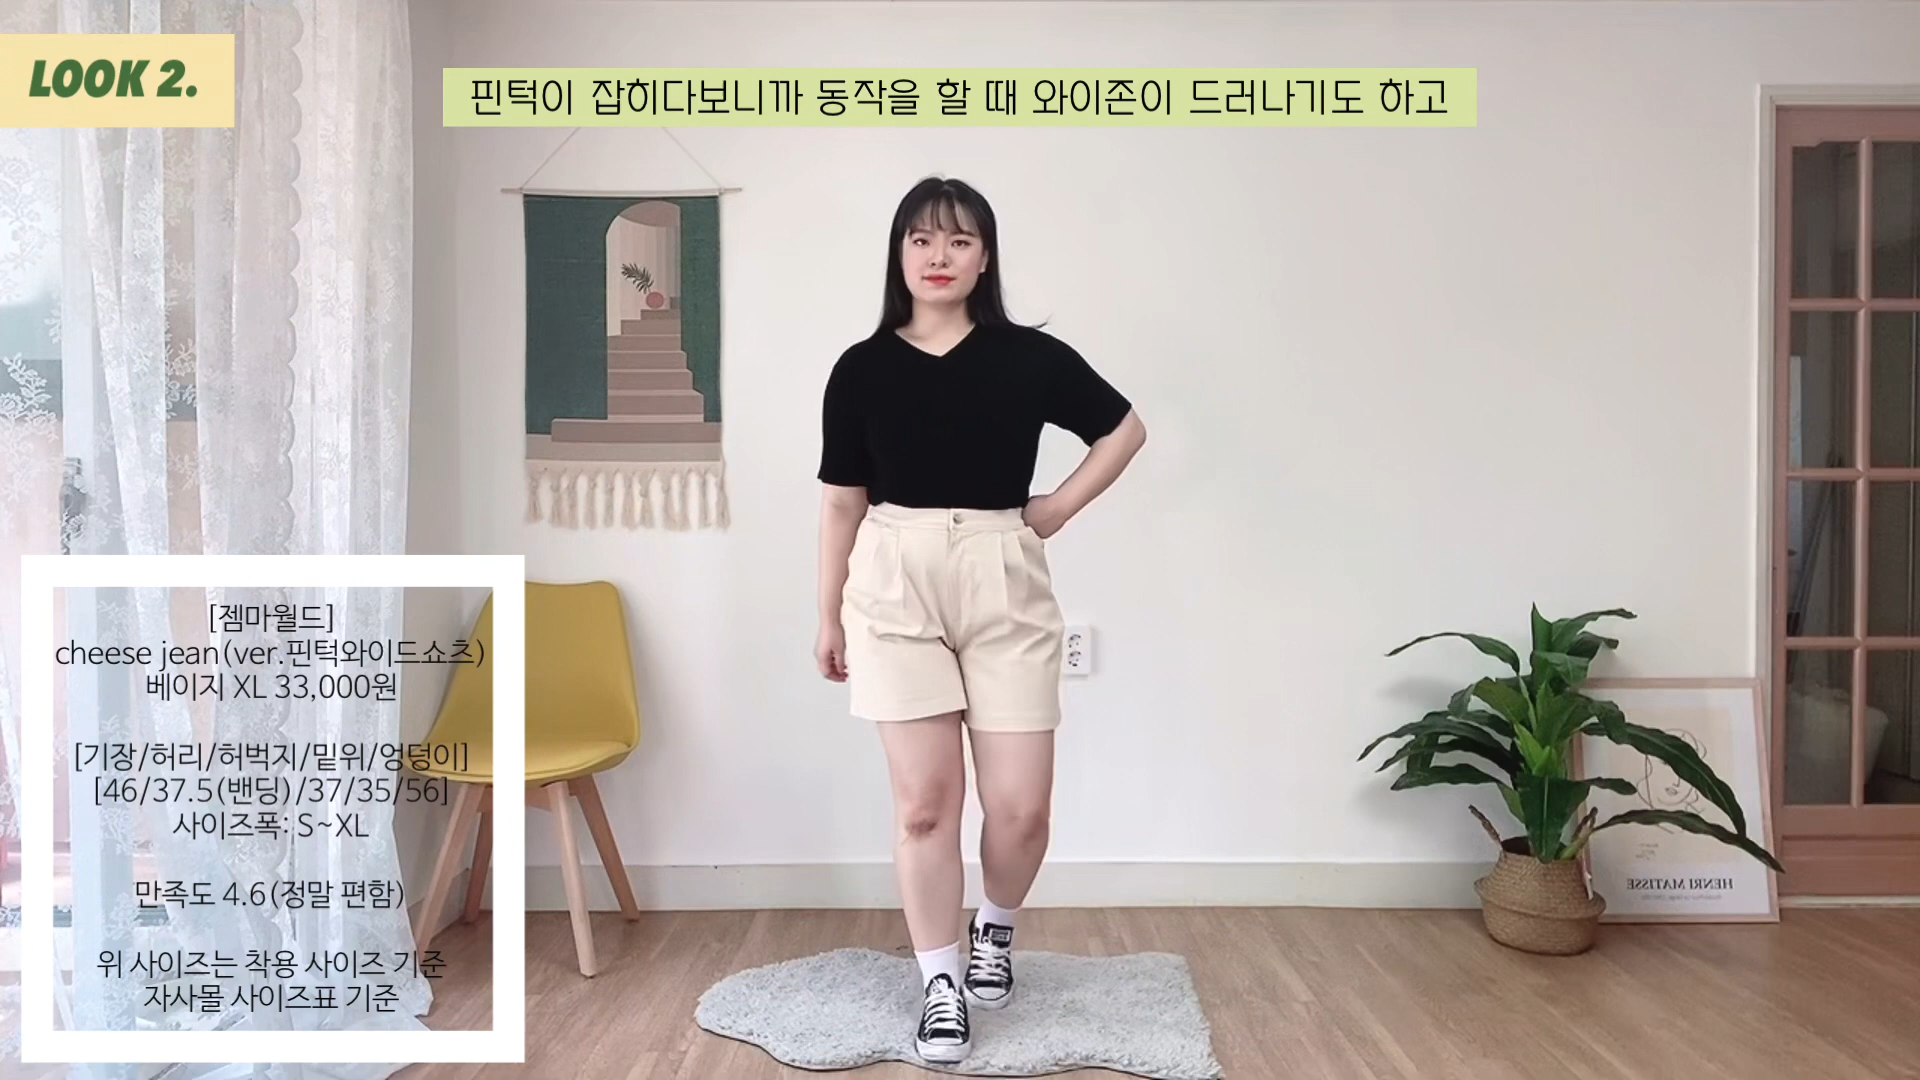 LOOK 2.
핀턱이 잡히다보니까 동작을 할 때 와이존이 드러나기도 하고
[젬마월드]
cheese jean(ver.핀턱와이드쇼츠)
베이지 XL 33,000원
[기장/허리/허벅지/밑위/엉덩이]
[46/37.5(밴딩)/37/35/56]
사이즈폭: S~XL
만족도 4.6(정말 편함)
위 사이즈는 착용 사이즈 기준
자사몰 사이즈표 기준
HENRI MATISSE